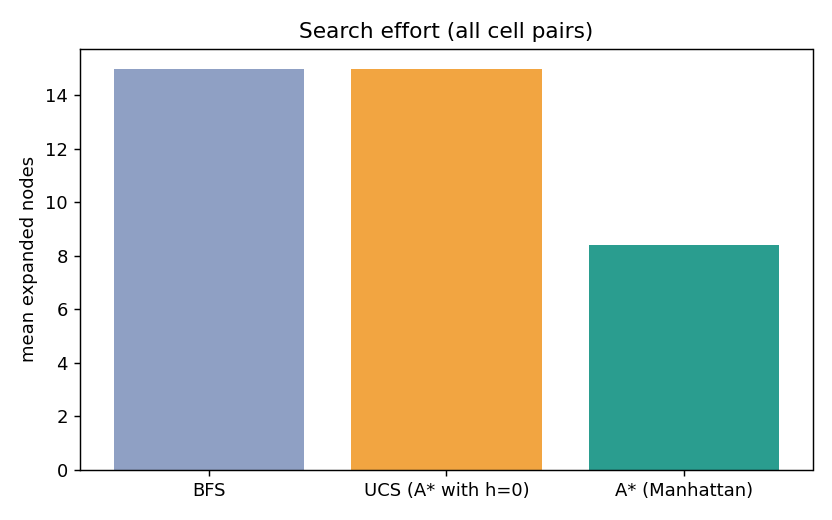 Search effort (all cell pairs)
mean expanded nodes
14
12
10
8
6
4
2
0
BFS
UCS (A* with h=0)
A* (Manhattan)